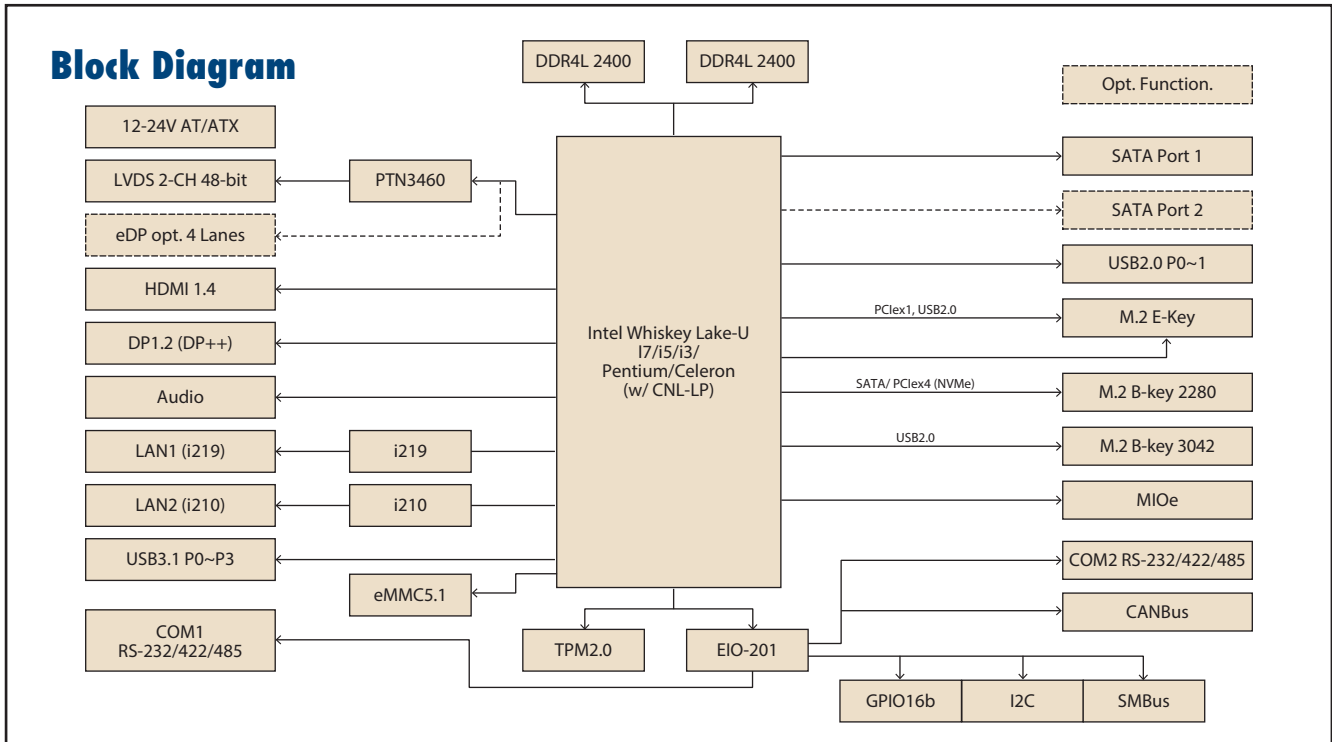 Block Diagram
DDR4L 2400
DDR4L 2400
Opt. Function.
12-24V AT/ATX
LVDS 2-CH 48-bit
PTN3460
eDP opt. 4 Lanes
HDMI 1.4
DP1.2 (DP++)
Audio
LAN1 (i219)
i219
LAN2 (i210)
i210
USB3.1 P0~P3
eMMC5.1
COM1
RS-232/422/485
Intel Whiskey Lake-U
I7/i5/i3/
Pentium/Celeron
(w/ CNL-LP)
TPM2.0
EIO-201
SATA Port 1
SATA Port 2
USB2.0 P0~1
PCIex1, USB2.0
M.2 E-Key
SATA/ PCIex4 (NVMe)
M.2 B-key 2280
USB2.0
M.2 B-key 3042
MIOe
COM2 RS-232/422/485
CANBus
GPIO16b
I2C
SMBus